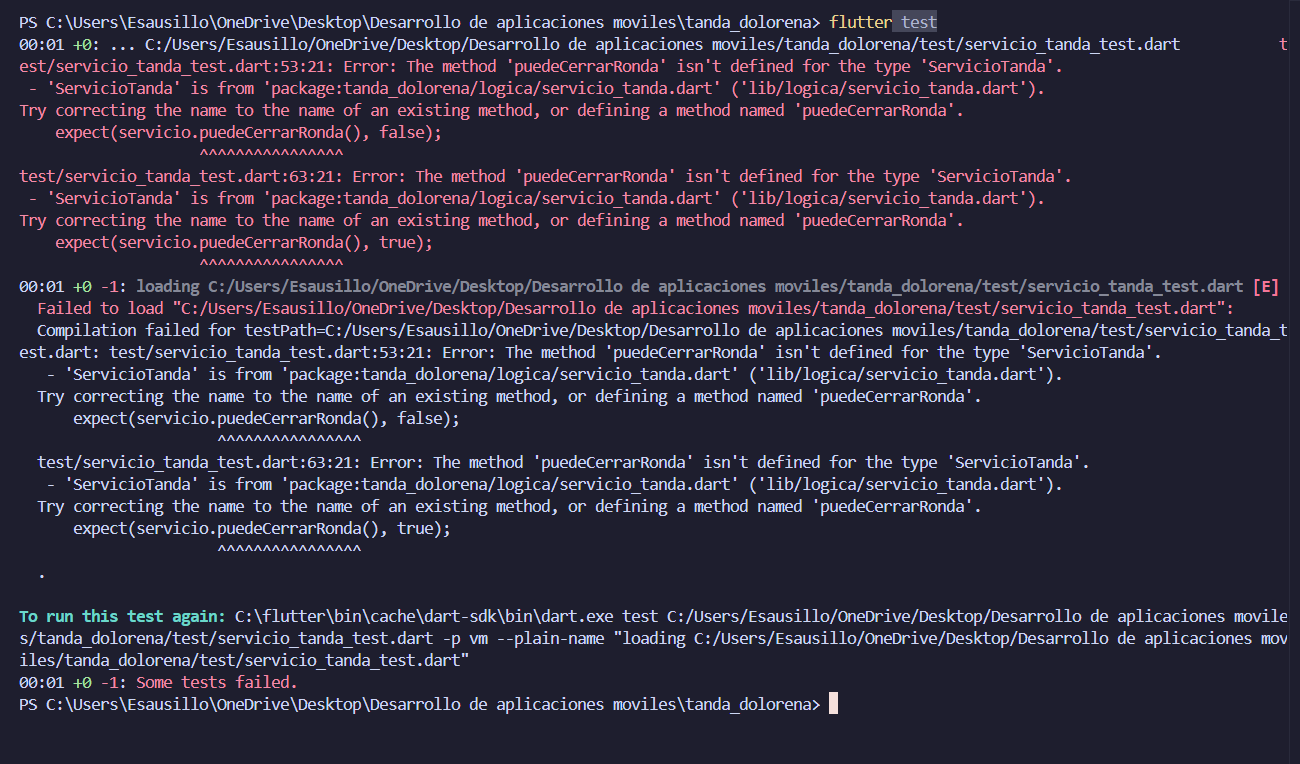 PS C:\Users\Esausillo\OneDrive\Desktop\Desarrollo de aplicaciones moviles\tanda_dolorena> flutter test
00:01 +0: ... C:/Users/Esausillo/OneDrive/Desktop/Desarrollo de aplicaciones moviles/tanda_dolorena/test/servicio_tanda_test.dart t
est/servicio_tanda_test.dart:53:21: Error: The method 'puedeCerrarRonda' isn't defined for the type 'ServicioTanda'.
- 'ServicioTanda' is from 'package:tanda_dolorena/logica/servicio_tanda.dart' ('lib/logica/servicio_tanda.dart').
Try correcting the name to the name of an existing method, or defining a method named 'puedeCerrarRonda'.
expect(servicio.puedeCerrarRonda(), false);
^^^^^^^^^^^^^^^^
test/servicio_tanda_test.dart:63:21: Error: The method 'puedeCerrarRonda' isn't defined for the type 'ServicioTanda'.
- 'ServicioTanda' is from 'package:tanda_dolorena/logica/servicio_tanda.dart' ('lib/logica/servicio_tanda.dart').
Try correcting the name to the name of an existing method, or defining a method named 'puedeCerrarRonda'.
expect(servicio.puedeCerrarRonda(), true);
^^^^^^^^^^^^^^^^
00:01 +0 -1: loading C:/Users/Esausillo/OneDrive/Desktop/Desarrollo de aplicaciones moviles/tanda_dolorena/test/servicio_tanda_test.dart [E]
Failed to load "C:/Users/Esausillo/OneDrive/Desktop/Desarrollo de aplicaciones moviles/tanda_dolorena/test/servicio_tanda_test.dart":
Compilation failed for testPath=C:/Users/Esausillo/OneDrive/Desktop/Desarrollo de aplicaciones moviles/tanda_dolorena/test/servicio_tanda_t
est.dart: test/servicio_tanda_test.dart:53:21: Error: The method 'puedeCerrarRonda' isn't defined for the type 'ServicioTanda'.
- 'ServicioTanda' is from 'package:tanda_dolorena/logica/servicio_tanda.dart' ('lib/logica/servicio_tanda.dart').
Try correcting the name to the name of an existing method, or defining a method named 'puedeCerrarRonda'.
expect(servicio.puedeCerrarRonda(), false);
^^^^^^^^^^^^^^^^
test/servicio_tanda_test.dart:63:21: Error: The method 'puedeCerrarRonda' isn't defined for the type 'ServicioTanda'.
- 'ServicioTanda' is from 'package:tanda_dolorena/logica/servicio_tanda.dart' ('lib/logica/servicio_tanda.dart').
Try correcting the name to the name of an existing method, or defining a method named 'puedeCerrarRonda'.
expect(servicio.puedeCerrarRonda(), true);
^^^^^^^^^^^^^^^^
.
To run this test again: C:\flutter\bin\cache\dart-sdk\bin\dart.exe test C:/Users/Esausillo/OneDrive/Desktop/Desarrollo de aplicaciones movile
s/tanda_dolorena/test/servicio_tanda_test.dart -p vm --plain-name "loading C:/Users/Esausillo/OneDrive/Desktop/Desarrollo de aplicaciones mov
iles/tanda_dolorena/test/servicio_tanda_test.dart"
00:01 +0 -1: Some tests failed.
PS C:\Users\Esausillo\OneDrive\Desktop\Desarrollo de aplicaciones moviles\tanda_dolorena>